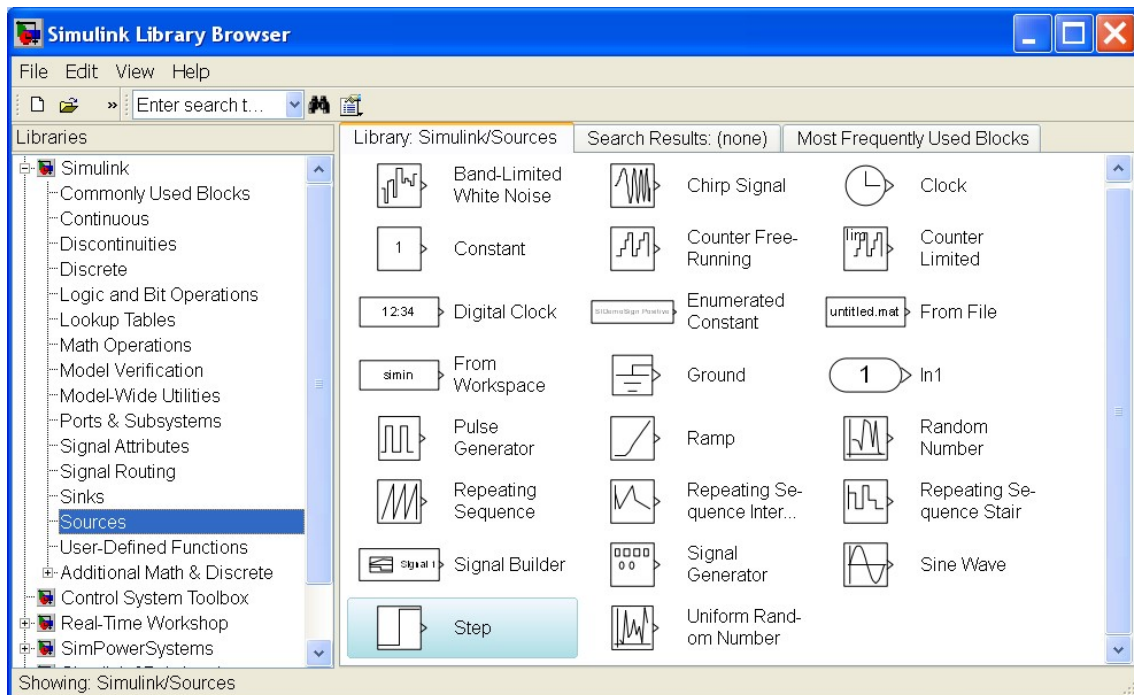 Simulink Library Browser
File Edit View Help
» Enter search t...
Libraries
Simulink
Commonly Used Blocks
Continuous
Discontinuities
Discrete
Logic and Bit Operations
Lookup Tables
Math Operations
Model Verification
Model-Wide Utilities
Ports & Subsystems
Signal Attributes
Signal Routing
Sinks
Sources
User-Defined Functions
Additional Math & Discrete
Control System Toolbox
Real-Time Workshop
SimPowerSystems
Library: Simulink/Sources Search Results: (none) Most Frequently Used Blocks
Band-Limited
White Noise
Chirp Signal
Clock
1 Constant
Counter Free-
Running
lim
Counter
Limited
12:34 Digital Clock
Enumerated
Constant
untitled.mat From File
simin
From
Workspace
Ground
1 In1
Pulse
Generator
Ramp
Random
Number
Repeating
Sequence
Repeating Se-
quence Inter...
Repeating Se-
quence Stair
Signal 1 Signal Builder
Signal
Generator
Sine Wave
Step
Uniform Rand-
om Number
Showing: Simulink/Sources